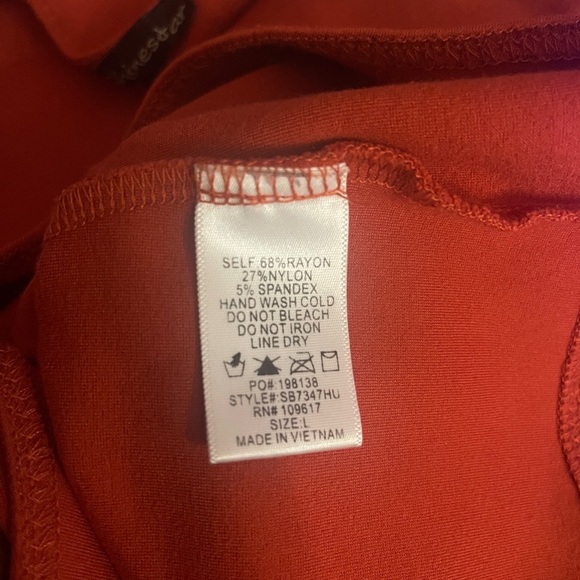 SELF:68%RAYON
27%NYLON
5% SPANDEX
HAND WASH COLD
DO NOT BLEACH
DO NOT IRON
LINE DRY
PO#:198138
STYLE#:SB7347HU
RN# 109617
SIZE:L
MADE IN VIETNAM